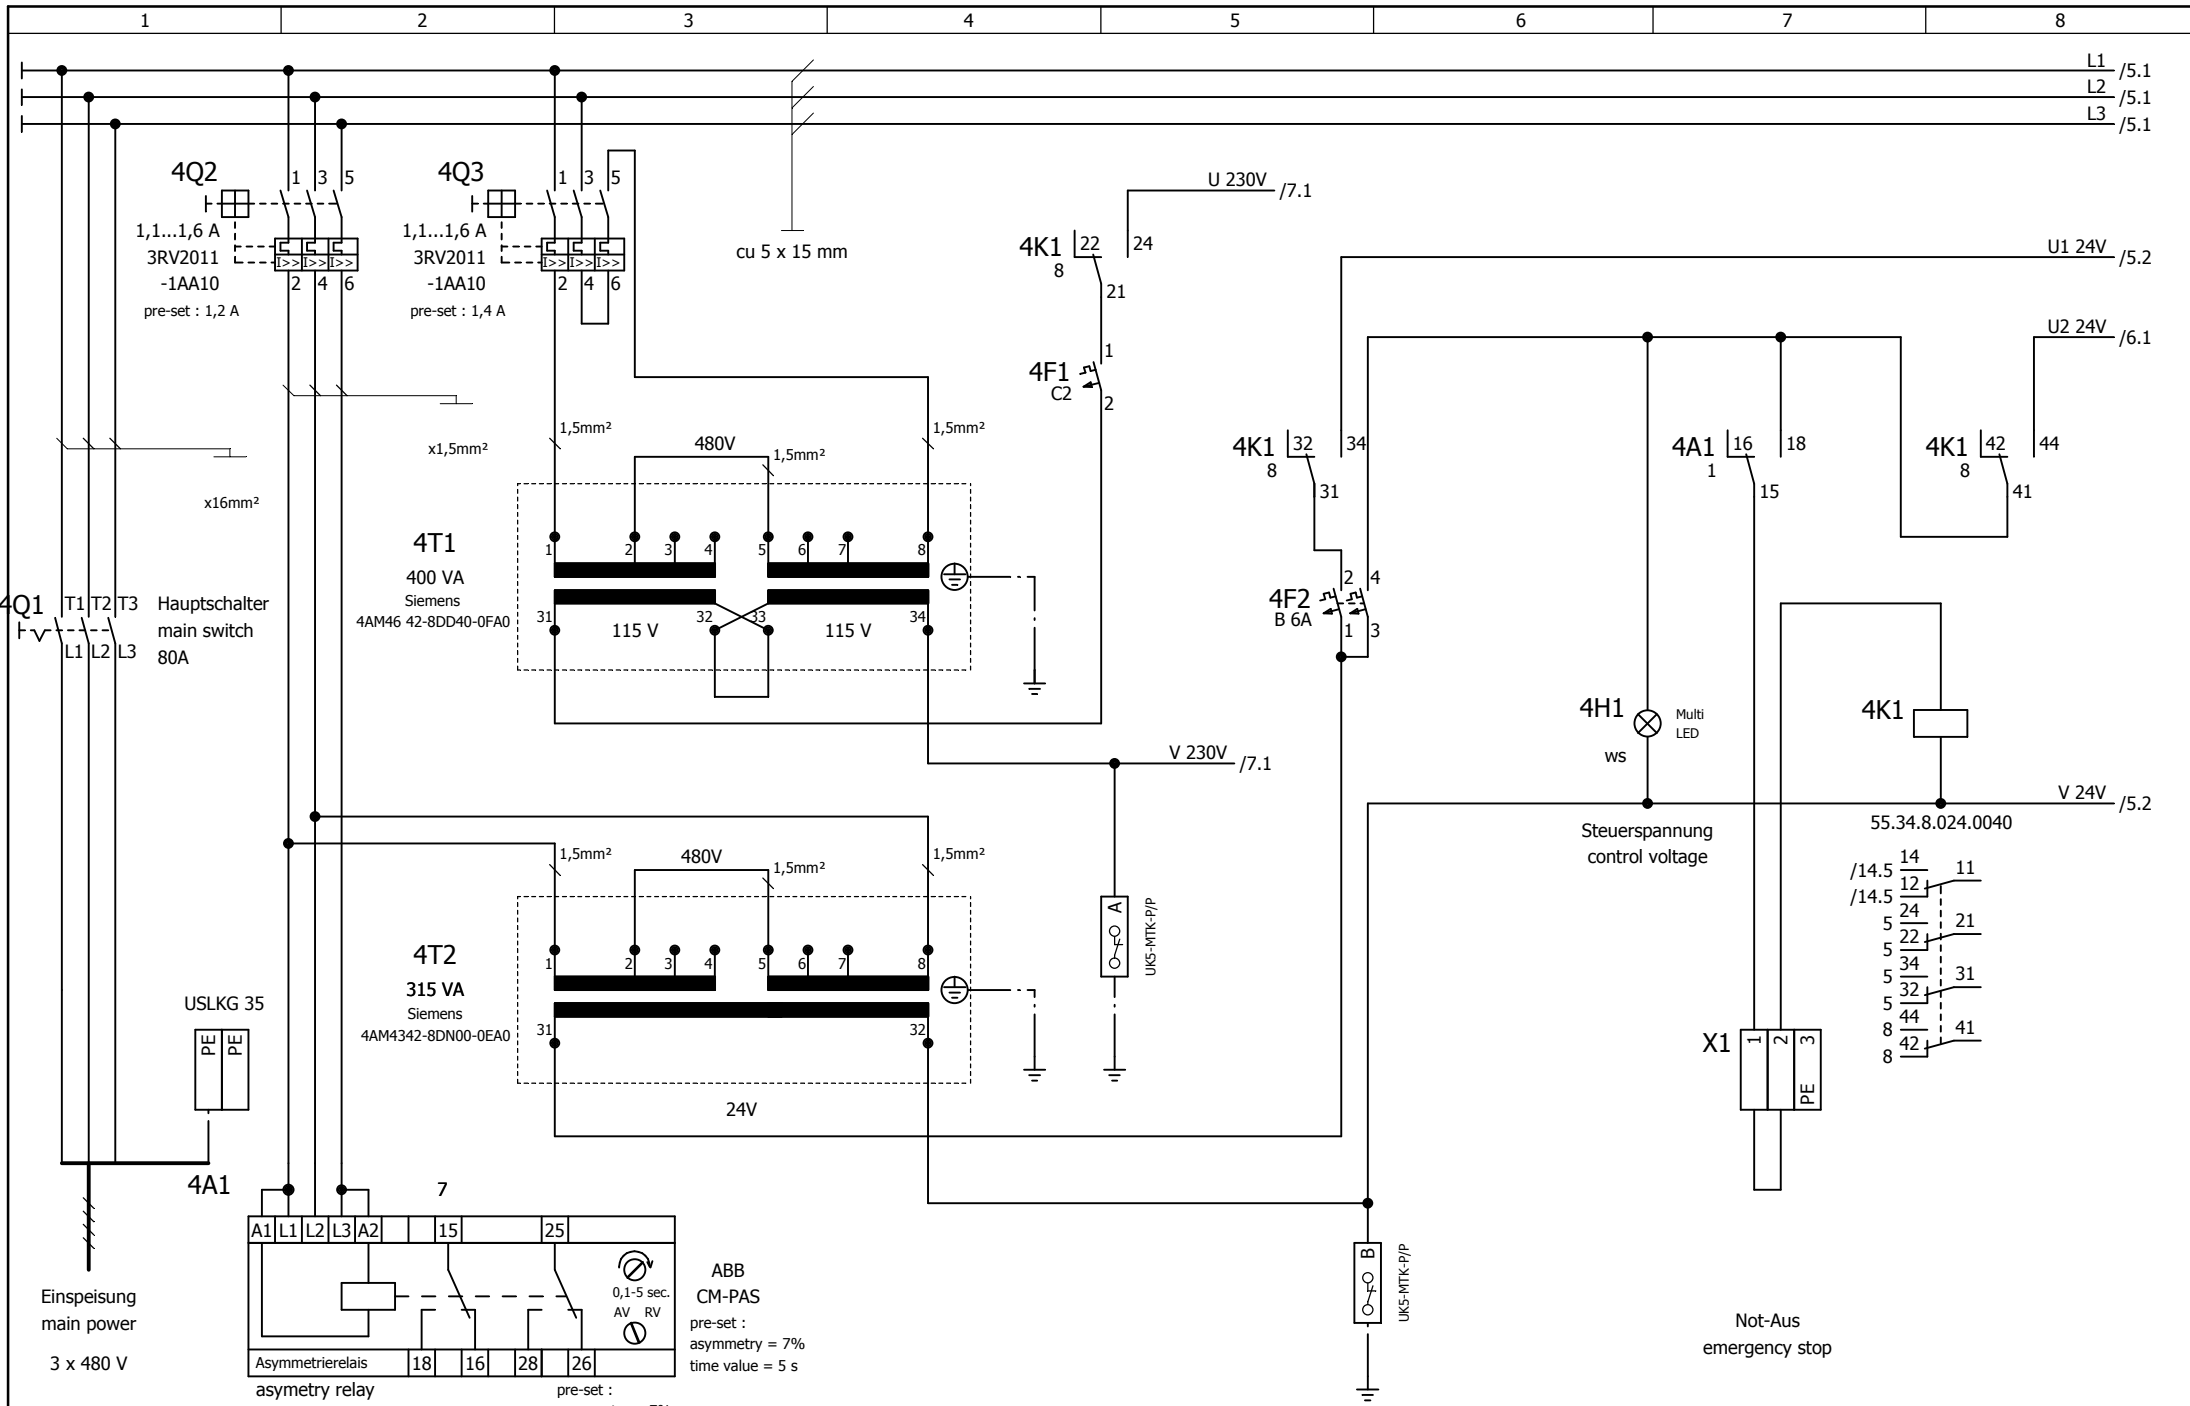 1 2 3 4 5 6 7 8
L1 /5.1
L2 /5.1
L3 /5.1
4Q2 1 3 5
1,1...1,6 A
3RV2011
-1AA10
pre-set : 1,2 A
I>> I>> I>>
2 4 6
4Q3 1 3 5
1,1...1,6 A
3RV2011
-1AA10
pre-set : 1,4 A
I>> I>> I>>
2 4 6
cu 5 x 15 mm
U 230V /7.1
4K1 22 24
8
21
U1 24V /5.2
U2 24V /6.1
4F1 1
C2
2
x16mm²
x1,5mm²
1,5mm²
480V
1,5mm²
1,5mm²
4K1 32 34
8
31
4A1 16 18
1
15
4K1 42 44
8
41
4T1
400 VA
Siemens
4AM46 42-8DD40-0FA0
1 2 3 4 5 6 7 8
31 32 33 34
115 V 115 V
4Q1 T1 T2 T3
L1 L2 L3
Hauptschalter
main switch
80A
4F2 2 4
B 6A
1 3
4H1 Multi
LED
ws
4K1
V 230V /7.1
V 24V /5.2
Steuerspannung
control voltage
55.34.8.024.0040
/14.5 14 11
/14.5 12
5 24 21
5 22
5 34 31
5 32
8 44 41
8 42
1,5mm²
480V
1,5mm²
1,5mm²
4T2
315 VA
Siemens
4AM4342-8DN00-0EA0
1 2 3 4 5 6 7 8
31 32
24V
A
UK5-MTK-P/P
X1 1 2 3
PE
USLKG 35
PE PE
4A1
7
A1 L1 L2 L3 A2 15 25
0,1-5 sec.
AV RV
Asymmetrierelais 18 16 28 26
asymetry relay
pre-set :
ABB
CM-PAS
pre-set :
asymmetry = 7%
time value = 5 s
B
UK5-MTK-P/P
Einspeisung
main power
3 x 480 V
Not-Aus
emergency stop